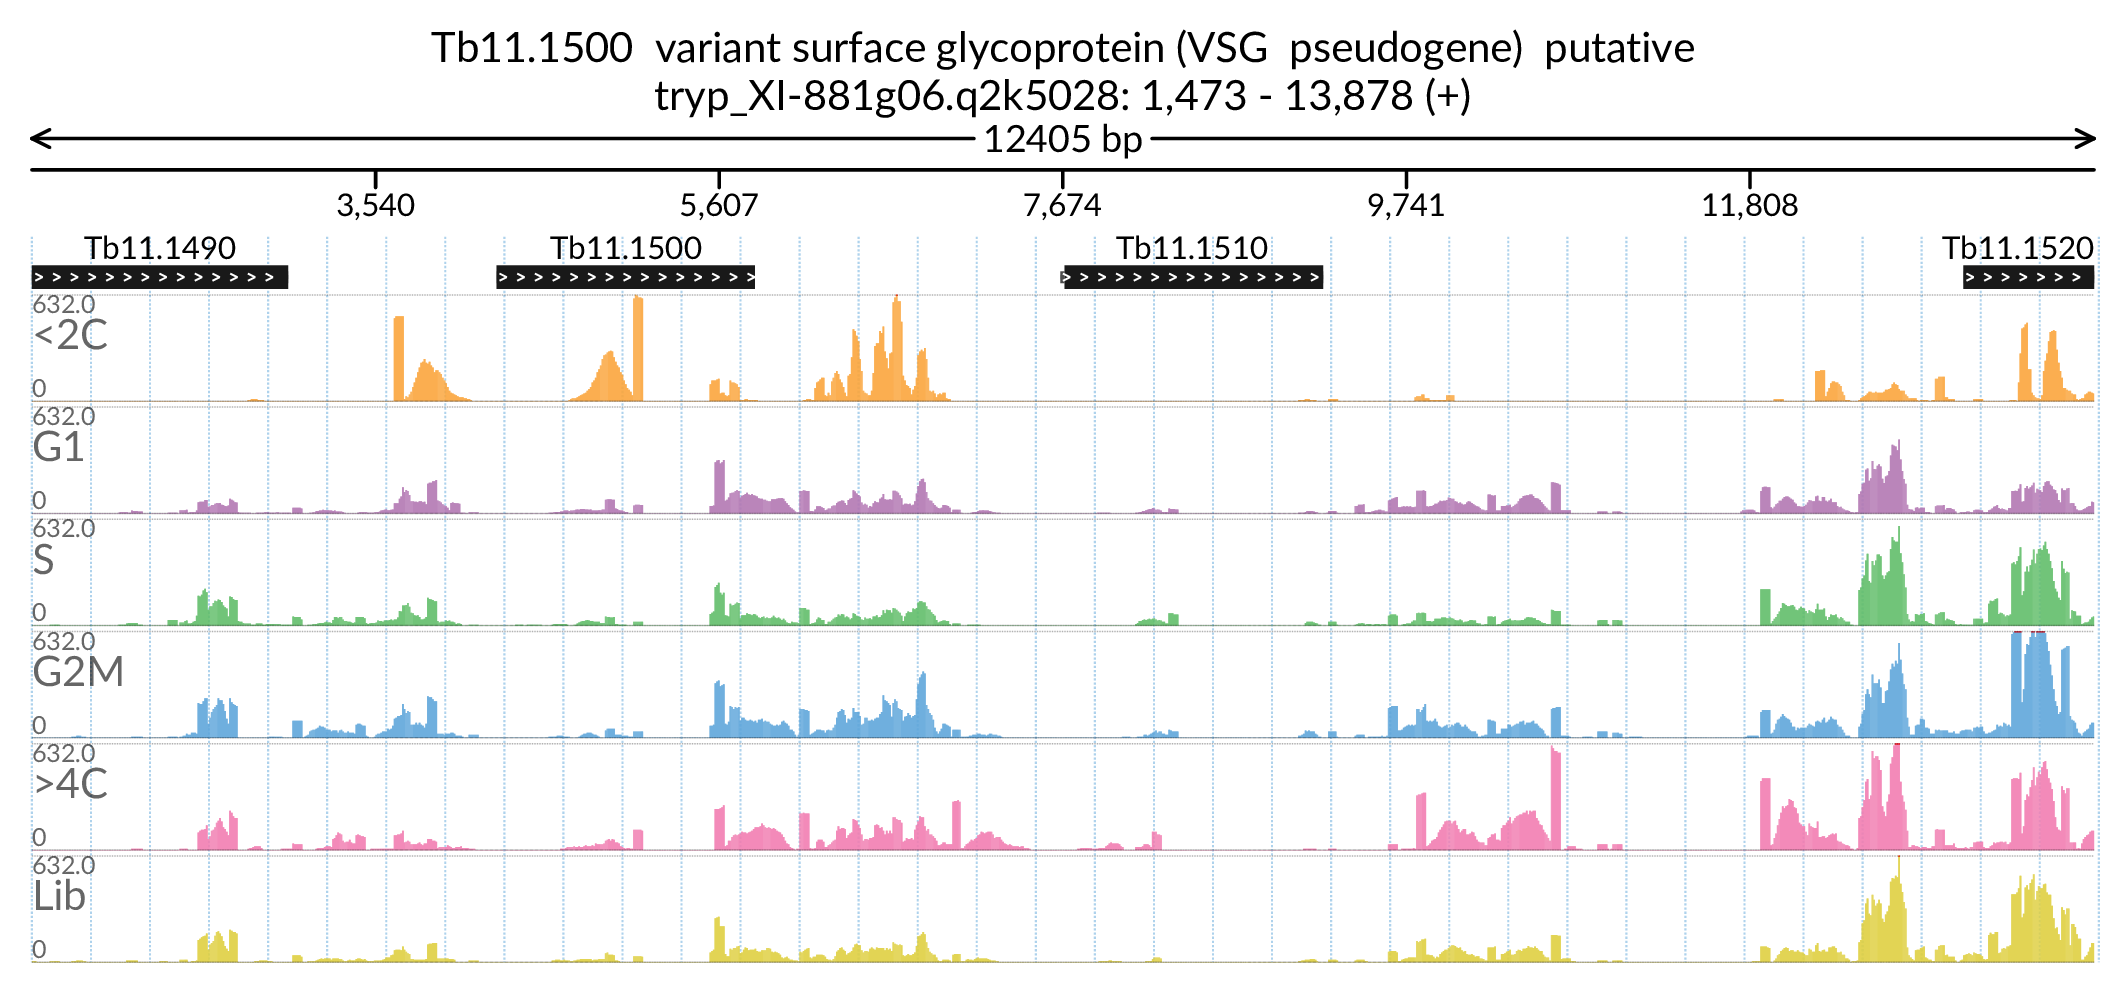 Tb11.1500 variant surface glycoprotein (VSG pseudogene) putative
tryp_XI-881g06.q2k5028: 1,473 - 13,878 (+)
12405 bp
3,540 5,607 7,674 9,741 11,808
Tb11.1490 Tb11.1500 Tb11.1510 Tb11.1520
632.0
<2C
0
632.0
G1
0
632.0
S
0
632.0
G2M
0
632.0
>4C
0
632.0
Lib
0